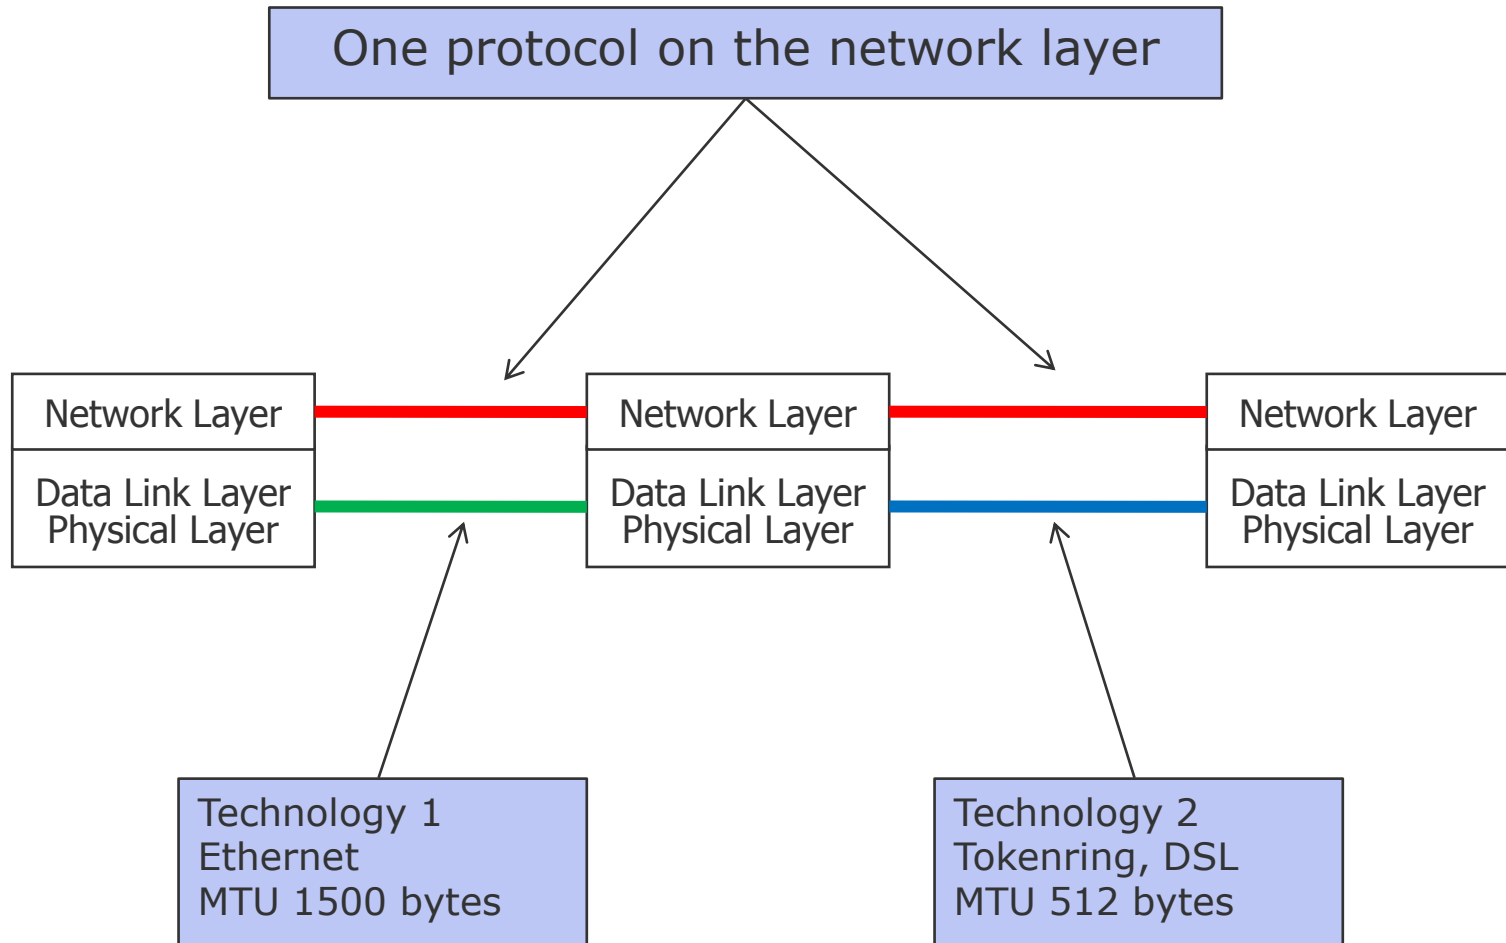 One protocol on the network layer
Network Layer
Data Link Layer
Physical Layer
Network Layer
Data Link Layer
Physical Layer
Network Layer
Data Link Layer
Physical Layer
Technology 1
Ethernet
MTU 1500 bytes
Technology 2
Tokenring, DSL
MTU 512 bytes